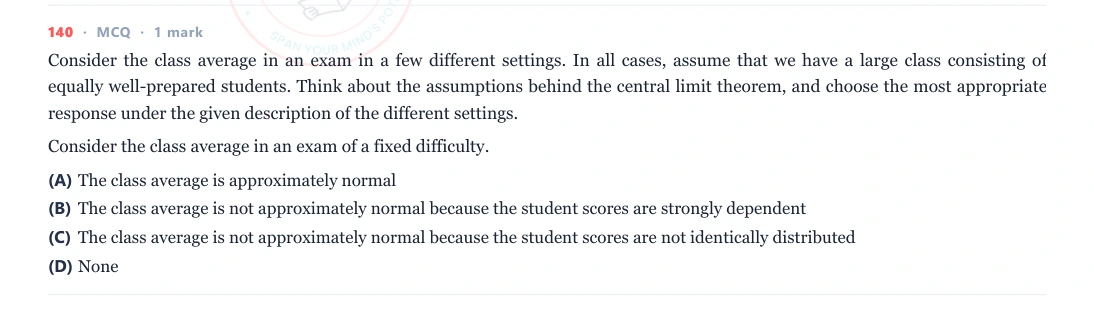 140 · MCQ · 1 mark
SPAN YOUR MIND'S POT
Consider the class average in an exam in a few different settings. In all cases, assume that we have a large class consisting of
equally well-prepared students. Think about the assumptions behind the central limit theorem, and choose the most appropriate
response under the given description of the different settings.
Consider the class average in an exam of a fixed difficulty.
(A) The class average is approximately normal
(B) The class average is not approximately normal because the student scores are strongly dependent
(C) The class average is not approximately normal because the student scores are not identically distributed
(D) None